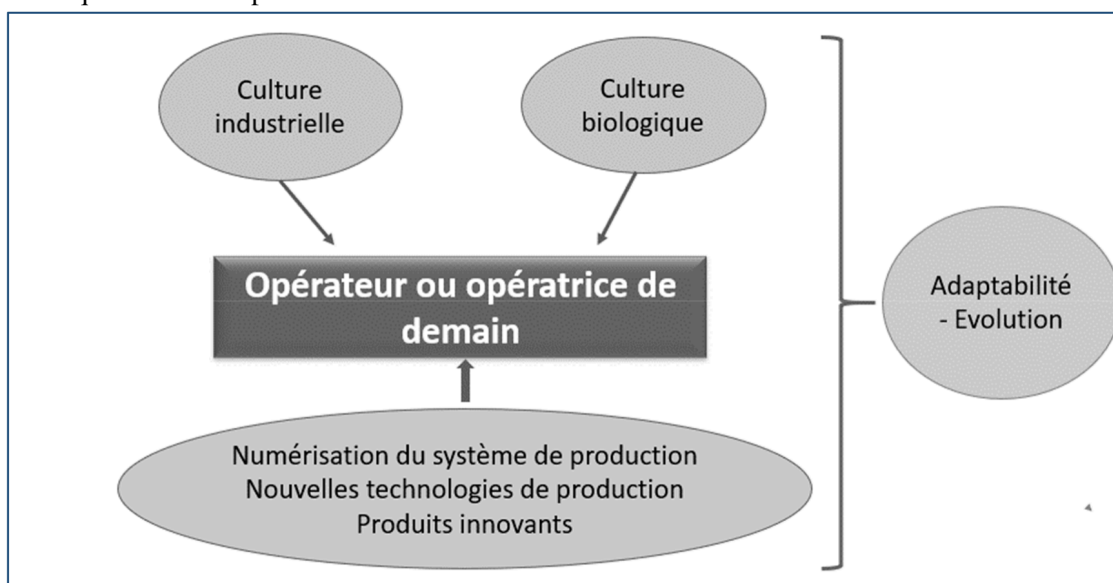 Culture
industrielle
Culture
biologique
Opérateur ou opératrice de
demain
Adaptabilité
- Evolution
Numérisation du système de production
Nouvelles technologies de production
Produits innovants